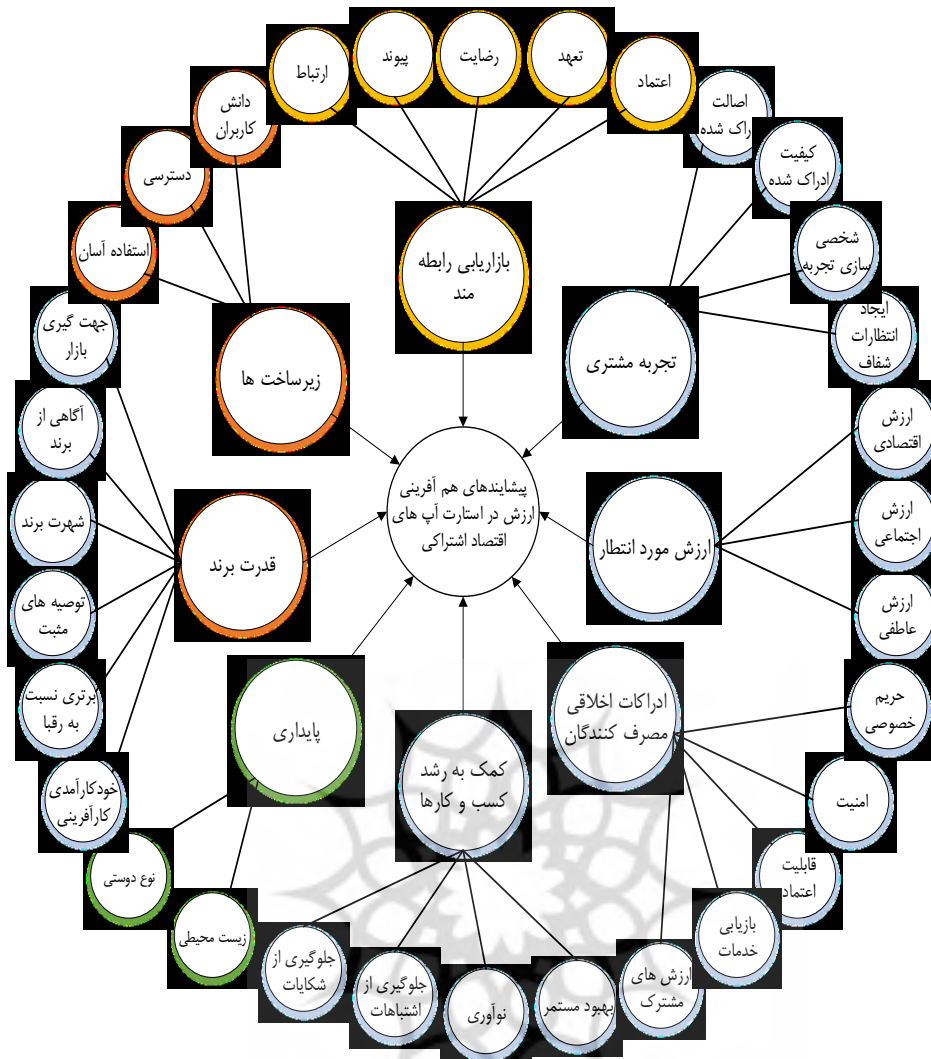 ارتباط
پیوند
رضایت
تعهد
اعتماد
اصالت
ادراک شده
کیفیت
ادراک شده
شخصی
سازی تجربه
ایجاد
انتظارات
شفاف
ارزش
اقتصادی
ارزش
اجتماعی
ارزش
عاطفی
حریم
خصوصی
امنیت
قابلیت
اعتماد
بازیابی
خدمات
ارزش های
مشترک
بهبود مستمر
نوآوری
جلوگیری از
اشتباهات
جلوگیری از
شکایات
زیست محیطی
نوع دوستی
خودکارآمدی
کارآفرینی
برتری نسبت
به رقبا
توصیه های
مثبت
شهرت برند
آگاهی از
برند
جهت گیری
بازار
استفاده آسان
دسترسی
دانش
کاربران
بازاریابی رابطه
مند
تجربه مشتری
ارزش مورد انتطار
ادراکات اخلاقی
مصرف کنندگان
کمک به رشد
کسب و کارها
پایداری
قدرت برند
زیرساخت ها
پیشایندهای هم آفرینی
ارزش در استارت آپ های
اقتصاد اشتراکی